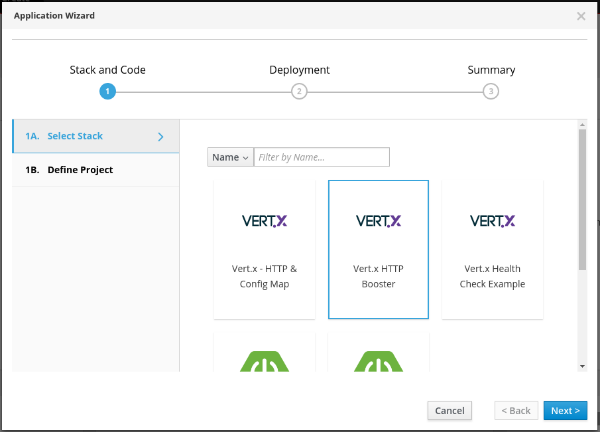 Application Wizard
Stack and Code
Deployment
Summary
1
2
3
1A. Select Stack
1B. Define Project
Name
Filter by Name...
VERT.X
VERT.X
VERT.X
Vert.x - HTTP &
Config Map
Vert.x HTTP
Booster
Vert.x Health
Check Example
Cancel
< Back
Next >